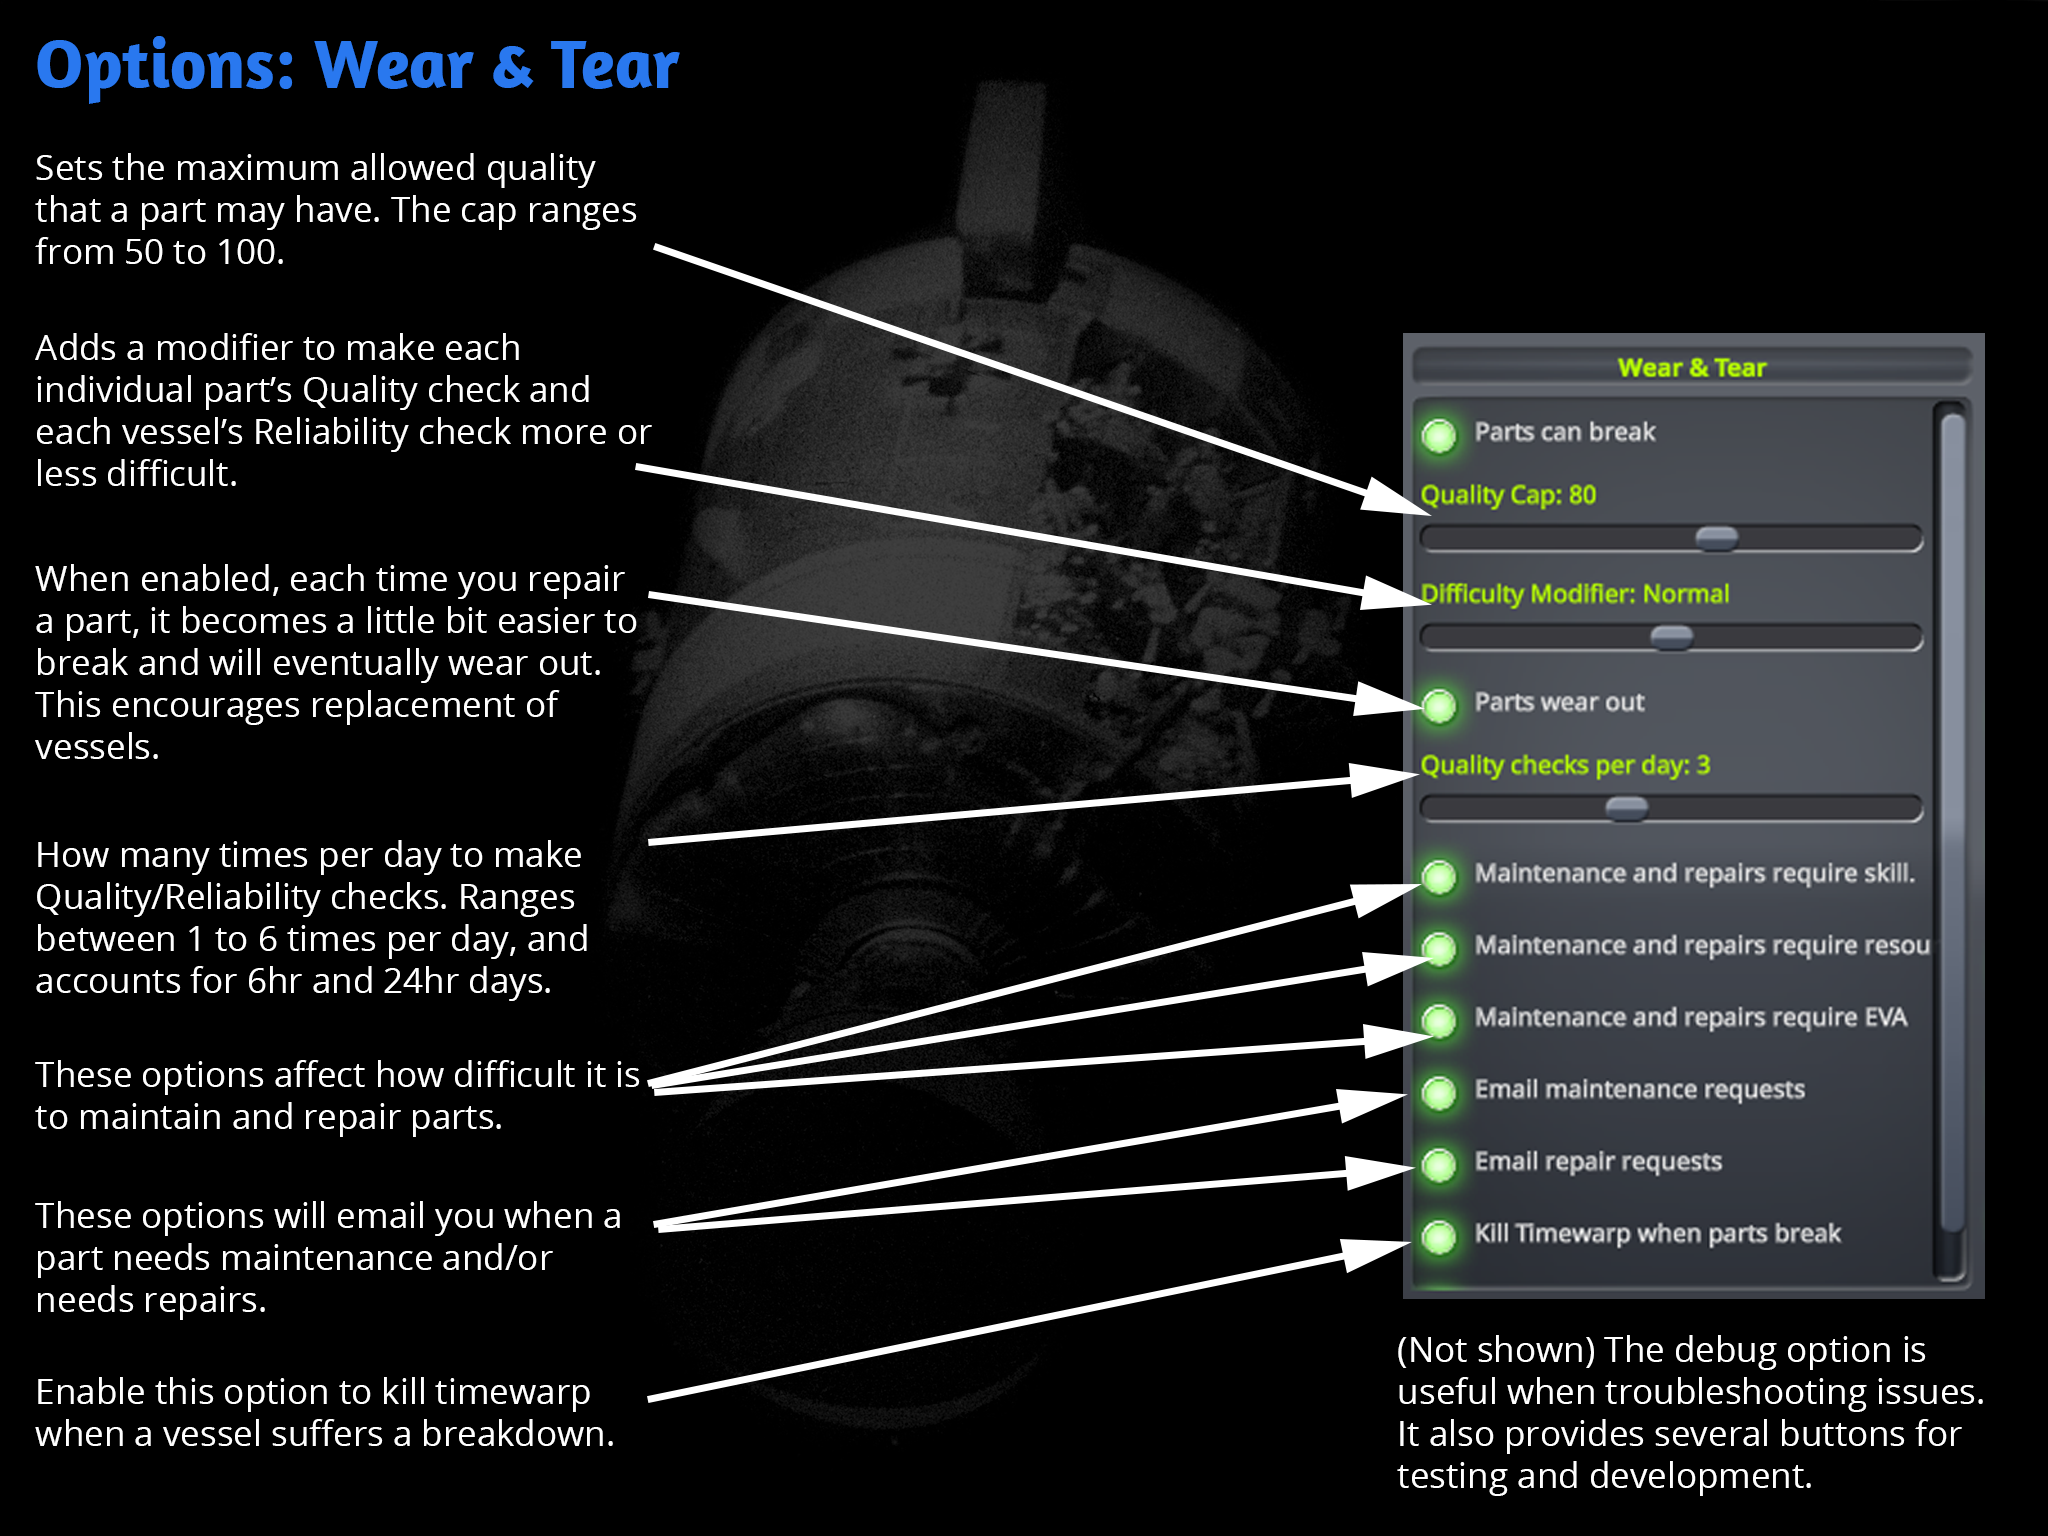 Options: Wear & Tear
Sets the maximum allowed quality
that a part may have. The cap ranges
from 50 to 100.
Adds a modifier to make each
individual part’s Quality check and
each vessel’s Reliability check more or
less difficult.
When enabled, each time you repair
a part, it becomes a little bit easier to
break and will eventually wear out.
This encourages replacement of
vessels.
How many times per day to make
Quality/Reliability checks. Ranges
between 1 to 6 times per day, and
accounts for 6hr and 24hr days.
These options affect how difficult it is
to maintain and repair parts.
These options will email you when a
part needs maintenance and/or
needs repairs.
Enable this option to kill timewarp
when a vessel suffers a breakdown.
Wear & Tear
Parts can break
Quality Cap: 80
Difficulty Modifier: Normal
Parts wear out
Quality checks per day: 3
Maintenance and repairs require skill.
Maintenance and repairs require resou
Maintenance and repairs require EVA
Email maintenance requests
Email repair requests
Kill Timewarp when parts break
(Not shown) The debug option is
useful when troubleshooting issues.
It also provides several buttons for
testing and development.